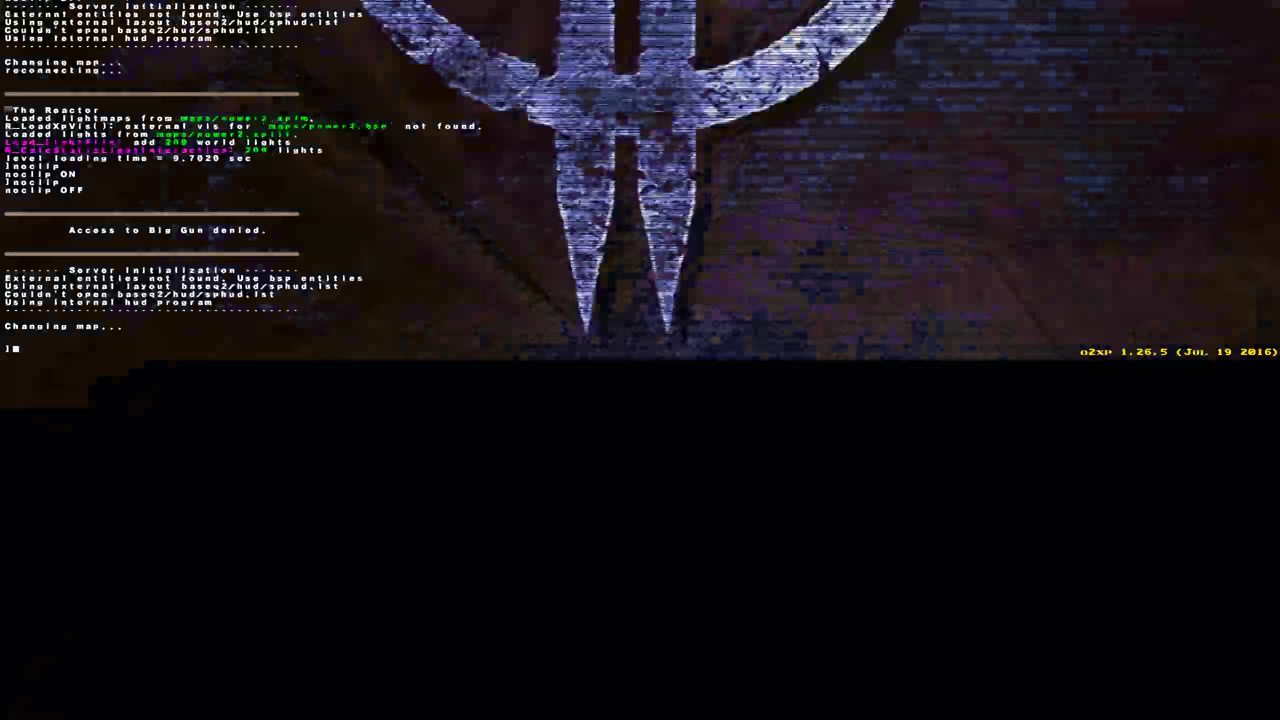 ------- Server Initialization -------
External entities not found. Use bsp entities
Using external layout baseq2/hud/sphud.lst
Couldn't open baseq2/hud/sphud.lst
Using internal hud program
-------------------------------------
Changing map...
reconnecting...
The Reactor
Loaded lightmaps from maps/power2.
R_LoadXpVis(): external vis for 'maps/power2.bsp' not found.
Loaded lights from maps/power2.
add 209 world lights
209 lights
level loading time = 9.7020 sec
]noclip
noclip ON
]noclip
noclip OFF
Access to Big Gun denied.
------- Server Initialization -------
External entities not found. Use bsp entities
Using external layout baseq2/hud/sphud.lst
Couldn't open baseq2/hud/sphud.lst
Using internal hud program
-------------------------------------
Changing map...
]
q2xp 1.26.5 (Jul 19 2016)